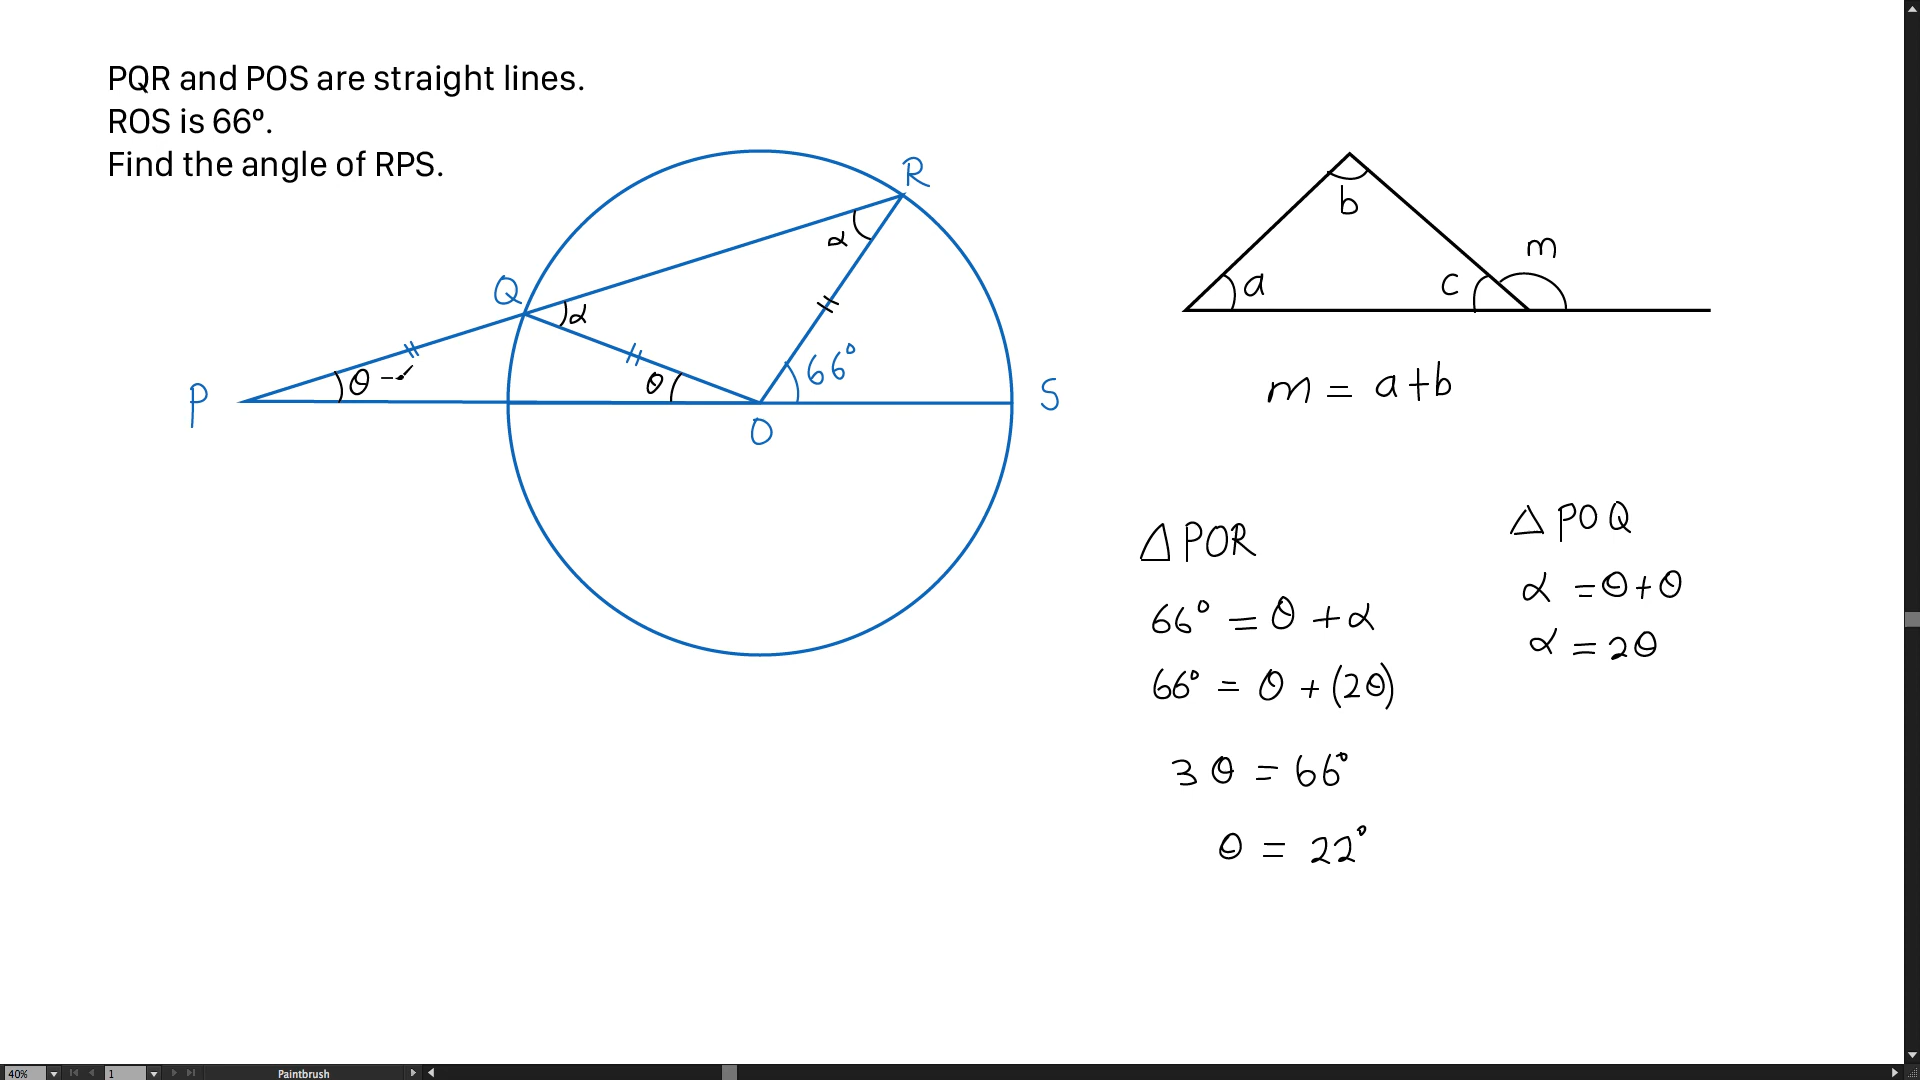 PQR and POS are straight lines.
ROS is 66º.
Find the angle of RPS.
R
α
Q
α
66°
θ
θ
P
S
O
b
m
a
c
m = a+b
△POR
66° = θ + α
66° = θ + (2θ)
3θ = 66°
θ = 22°
△POQ
α = θ+θ
α = 2θ
40%
1
Paintbrush